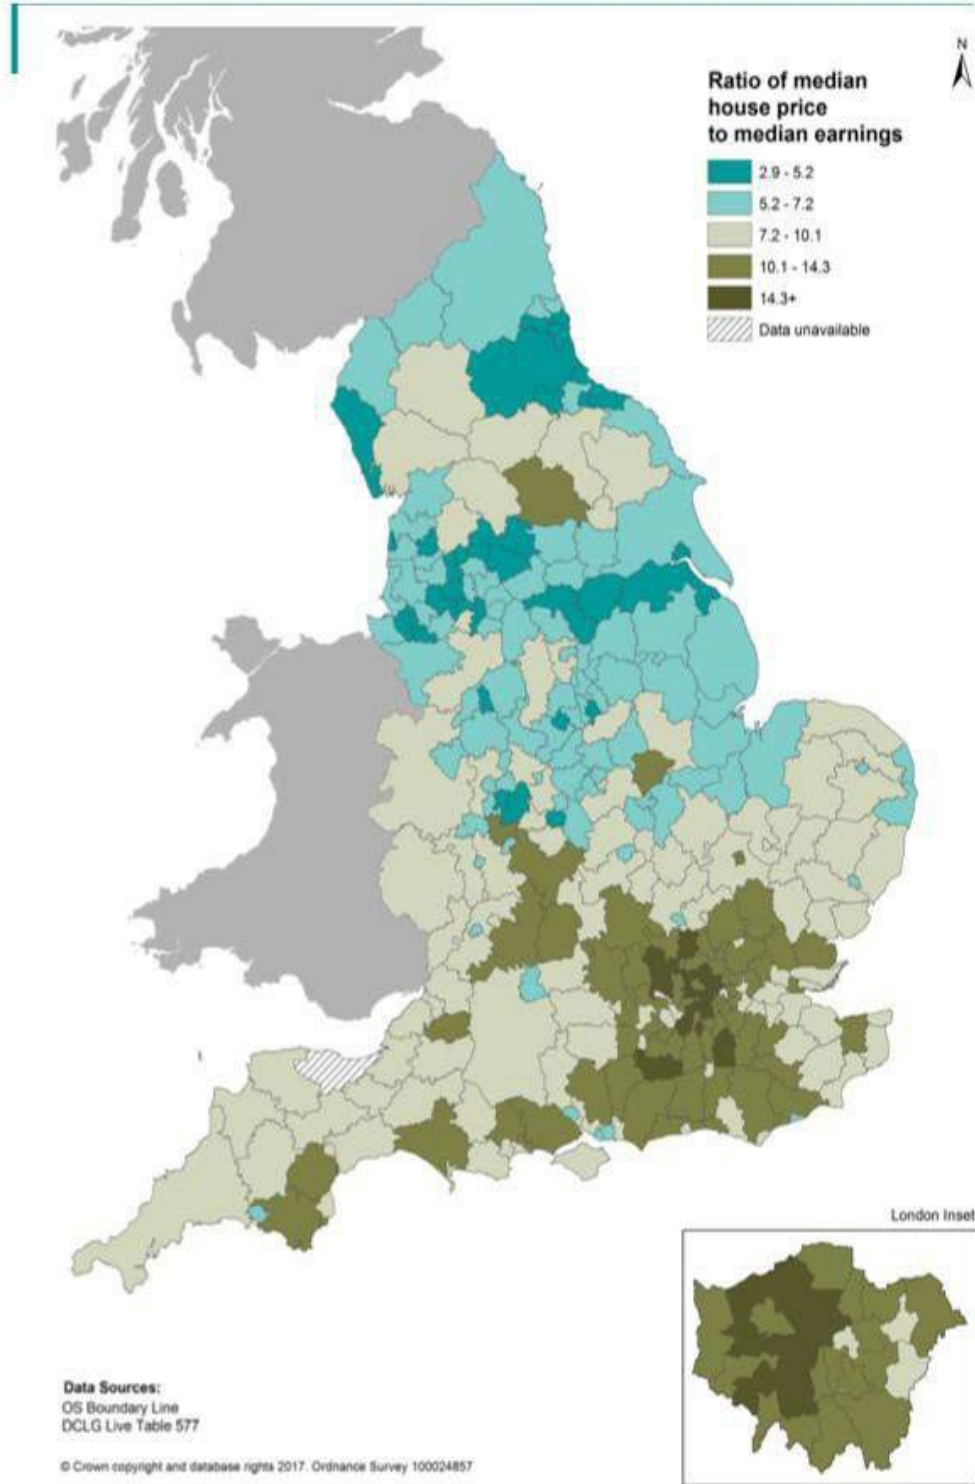 N
Ratio of median
house price
to median earnings
2.9 - 5.2
5.2 - 7.2
7.2 - 10.1
10.1 - 14.3
14.3+
Data unavailable
London Inset
Data Sources:
OS Boundary Line
DCLG Live Table 577
© Crown copyright and database rights 2017. Ordnance Survey 100024857